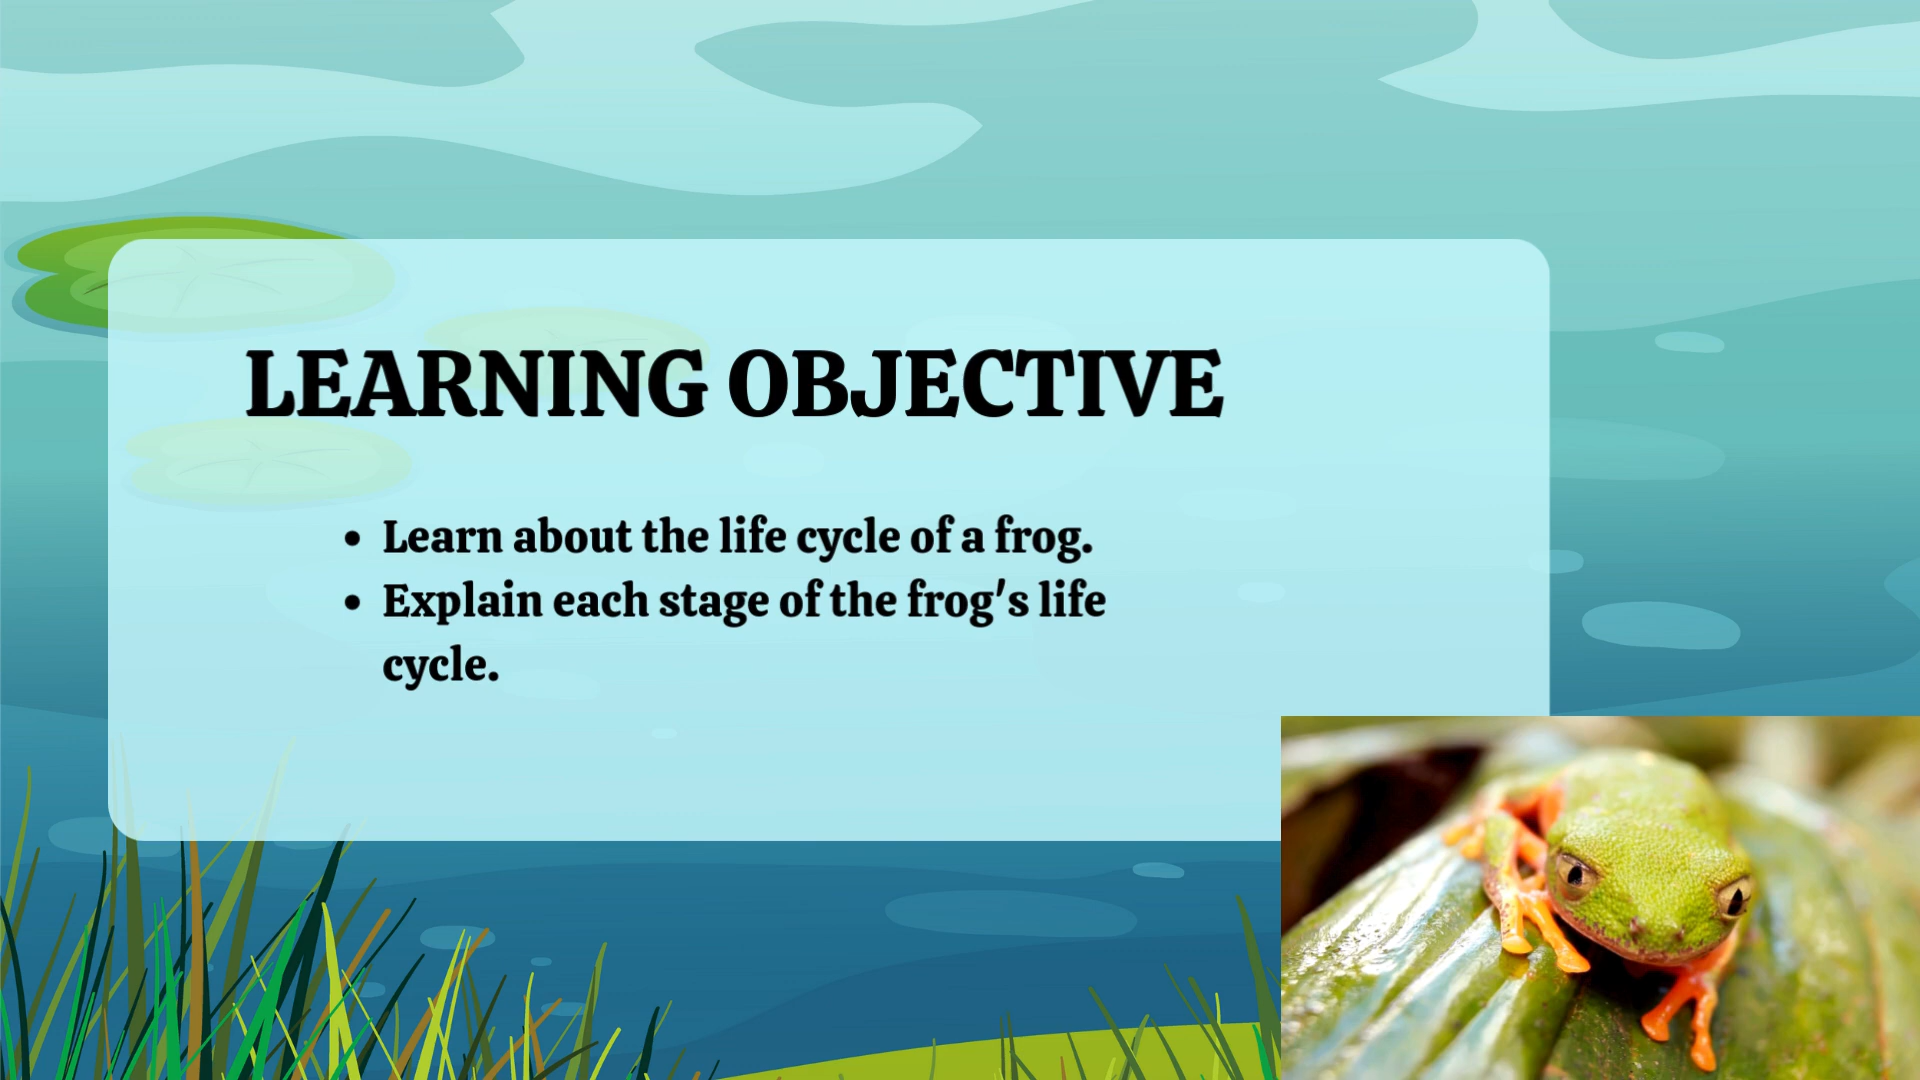 LEARNING OBJECTIVE
• Learn about the life cycle of a frog.
• Explain each stage of the frog's life
cycle.